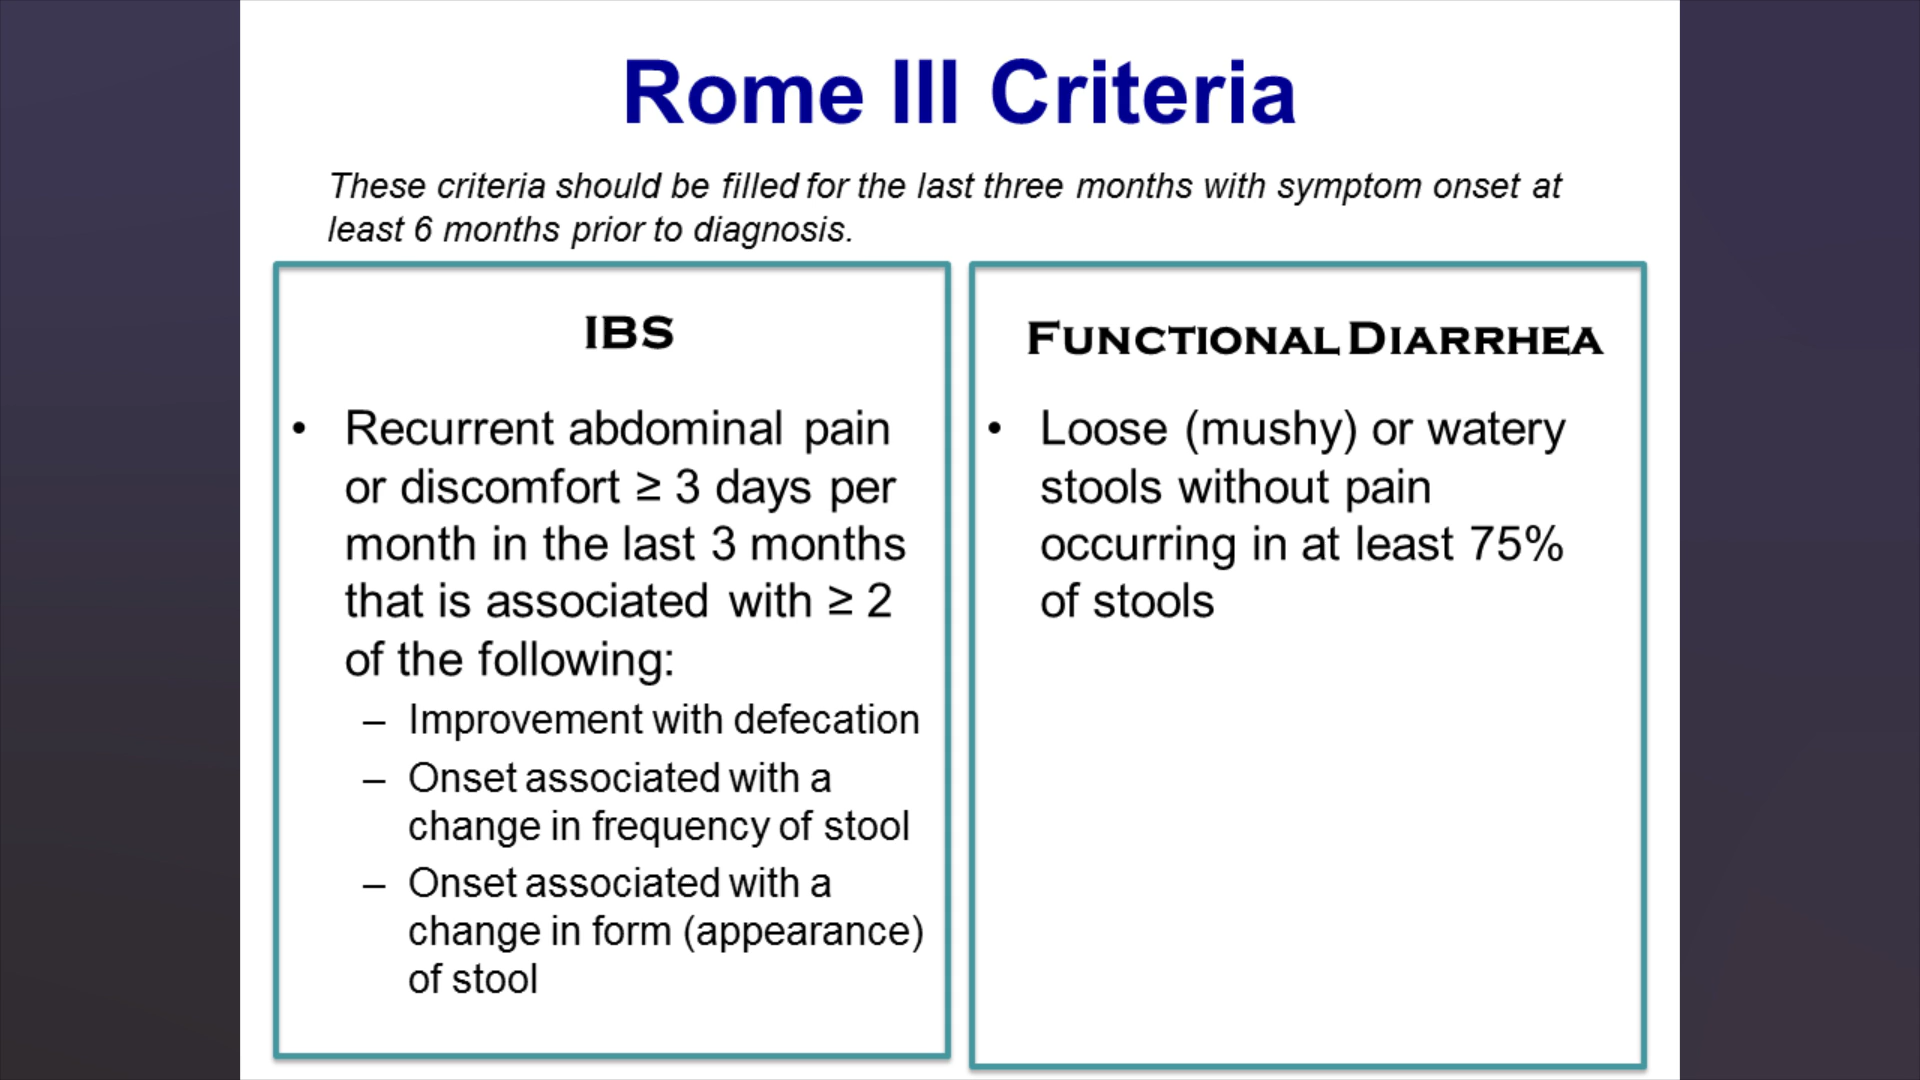 Rome III Criteria
These criteria should be filled for the last three months with symptom onset at
least 6 months prior to diagnosis.
IBS
• Recurrent abdominal pain
or discomfort ≥ 3 days per
month in the last 3 months
that is associated with ≥ 2
of the following:
– Improvement with defecation
– Onset associated with a
change in frequency of stool
– Onset associated with a
change in form (appearance)
of stool
FUNCTIONAL DIARRHEA
• Loose (mushy) or watery
stools without pain
occurring in at least 75%
of stools